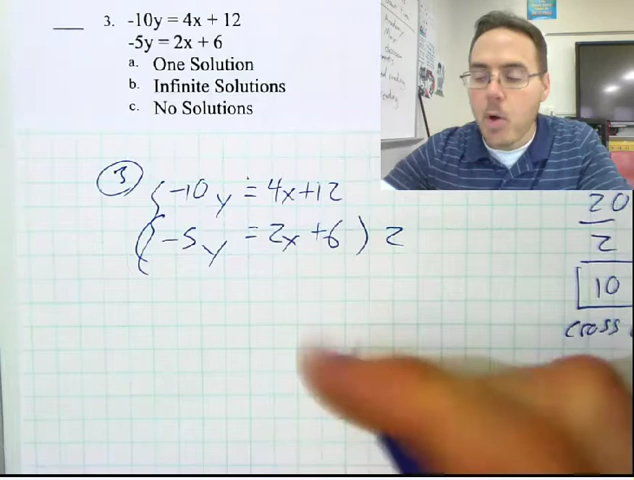 3. -10y = 4x + 12
-5y = 2x + 6
a. One Solution
b. Infinite Solutions
c. No Solutions
③ { -10y = 4x+12
( -5y = 2x +6 ) 2
20
2
10
cross